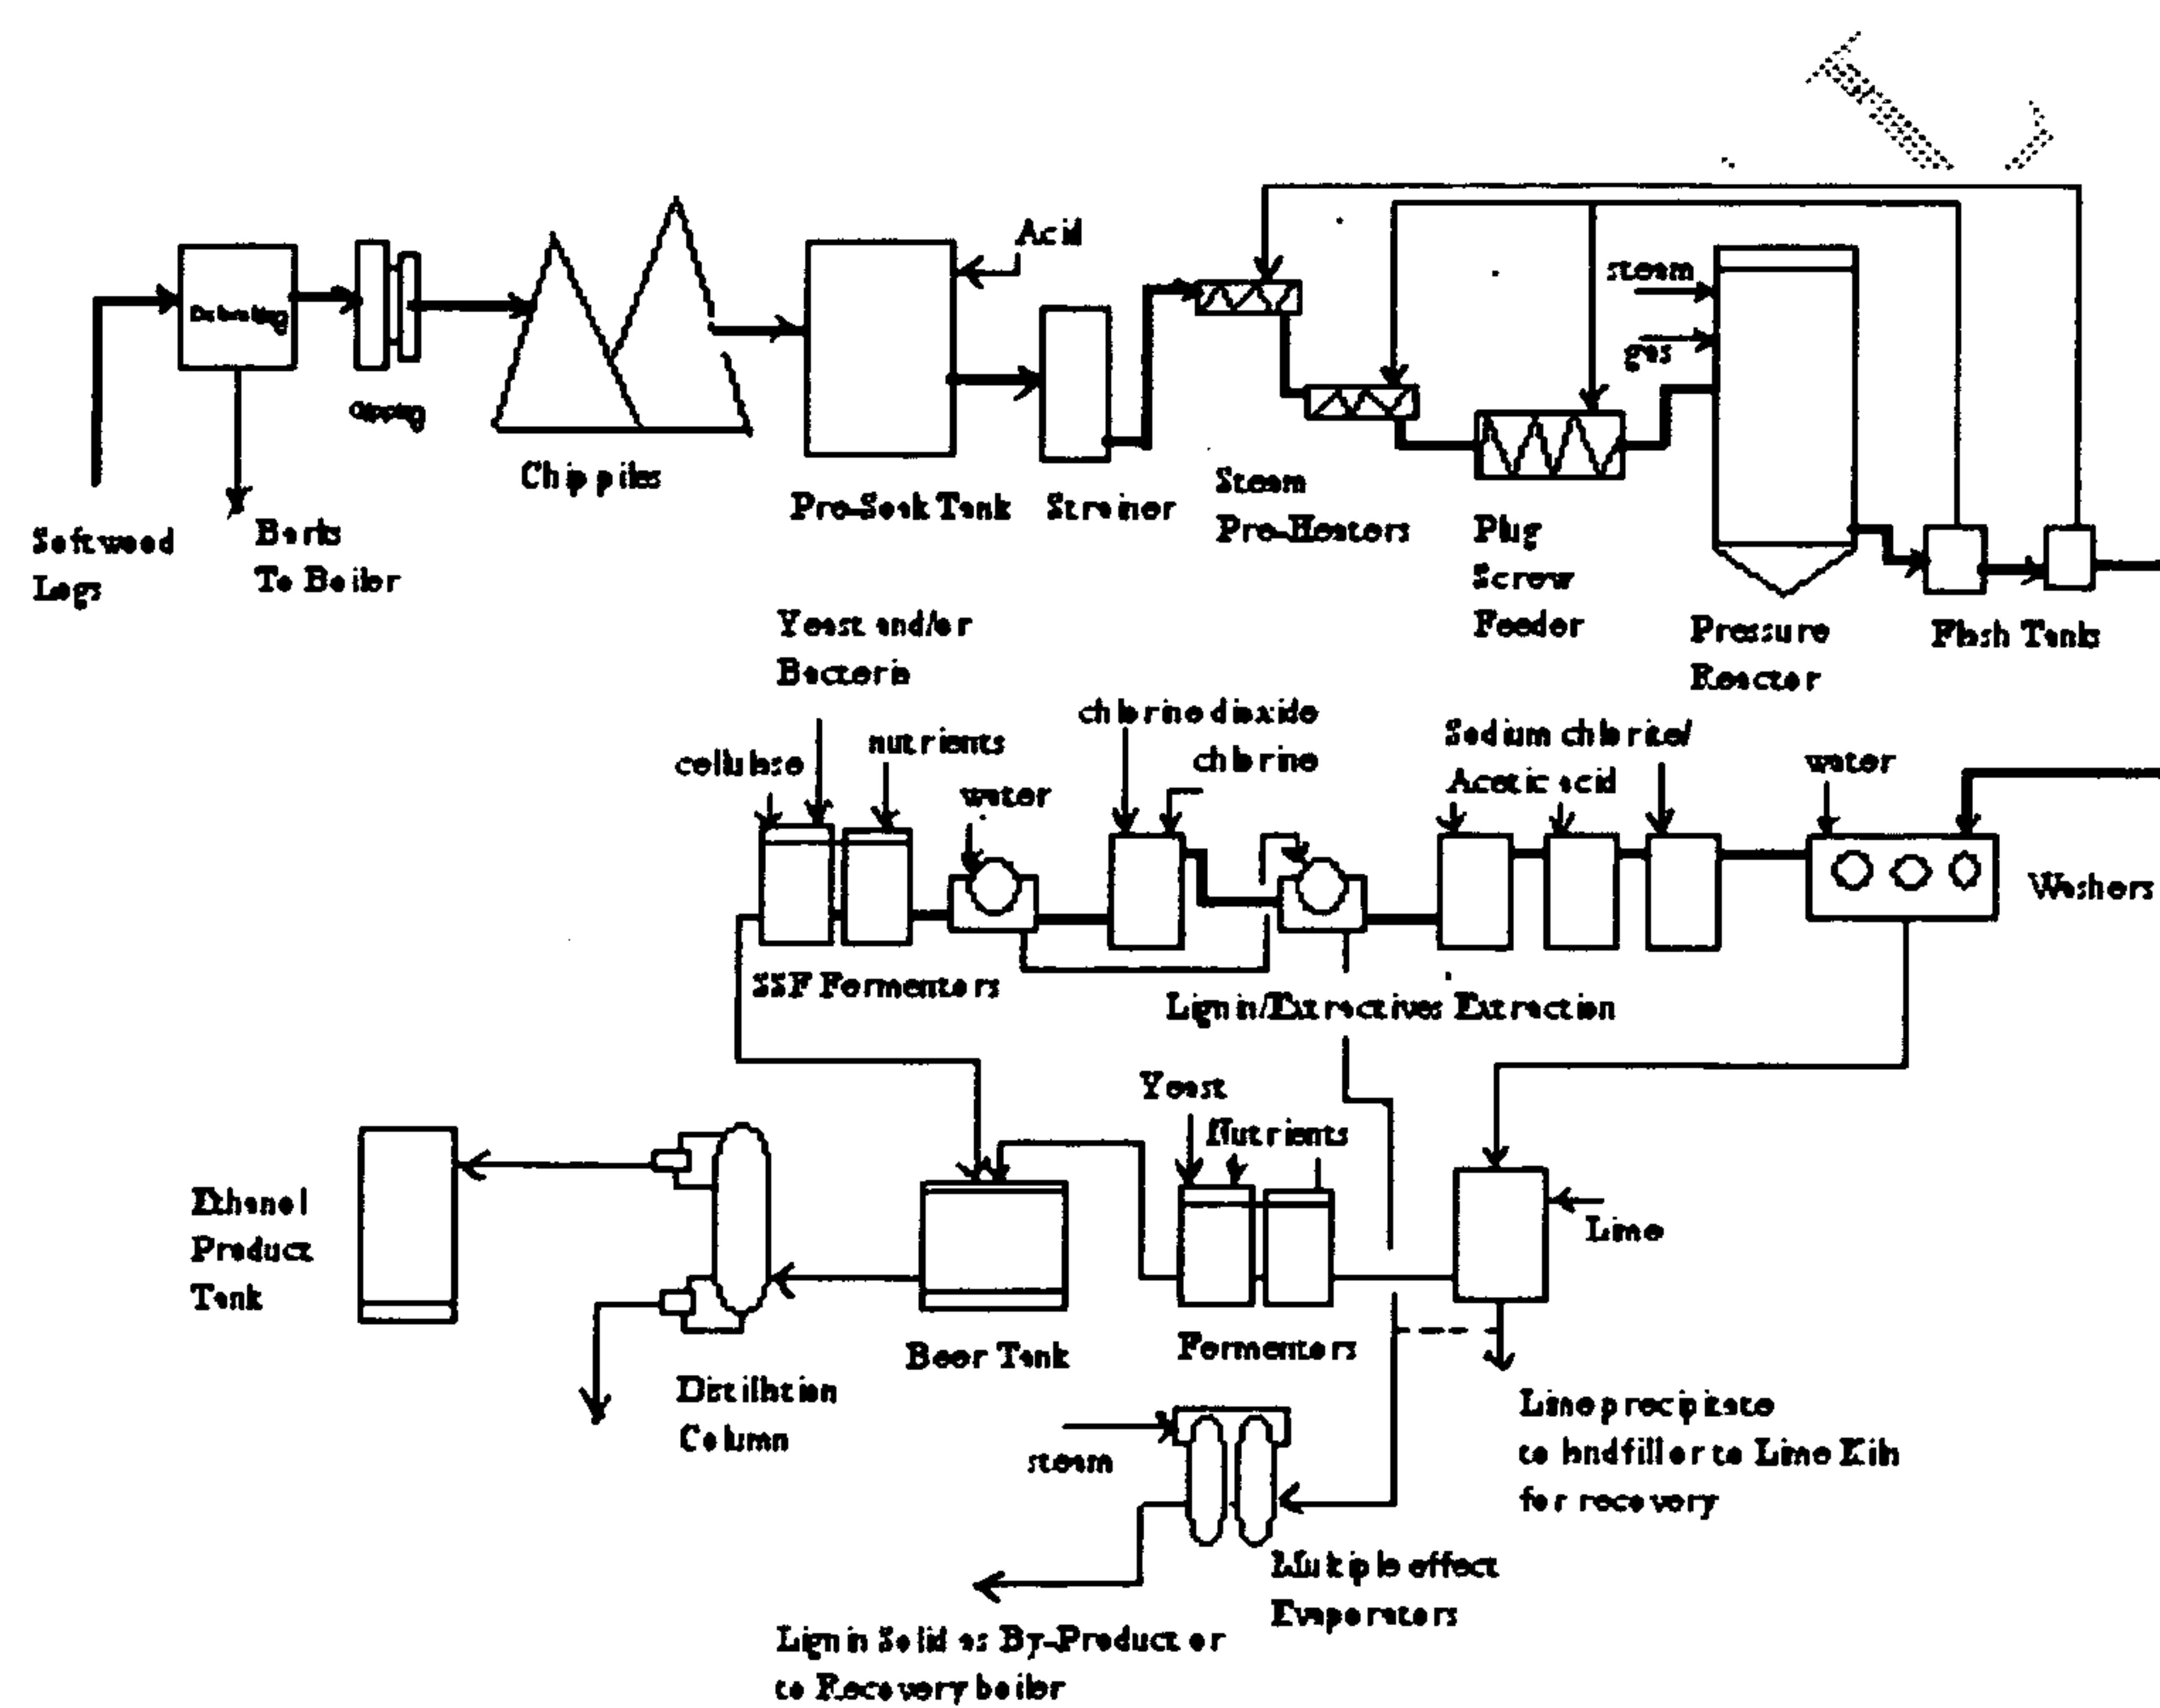 Acid
steam
gas
Debarking
Chipping
Chip piles
Pre-Soak Tank
Strainer
Steam
Pre-Heaters
Plug
Screw
Feeder
Pressure
Reactor
Flash Tanks
Softwood
Logs
Barks
To Boiler
Yeast and/or
Bacteria
cellulase
nutrients
water
chlorine dioxide
chlorine
Sodium chlorite/
Acetic acid
water
Washers
SSF Fermentors
Lignin/Extractives Extraction
Yeast
Nutrients
Lime
Ethanol
Product
Tank
Distillation
Column
Beer Tank
Fermentors
steam
Lime precipitate
to landfill or to Lime Kiln
for recovery
Multiple effect
Evaporators
Lignin Solid as By-Product or
to Recovery boiler